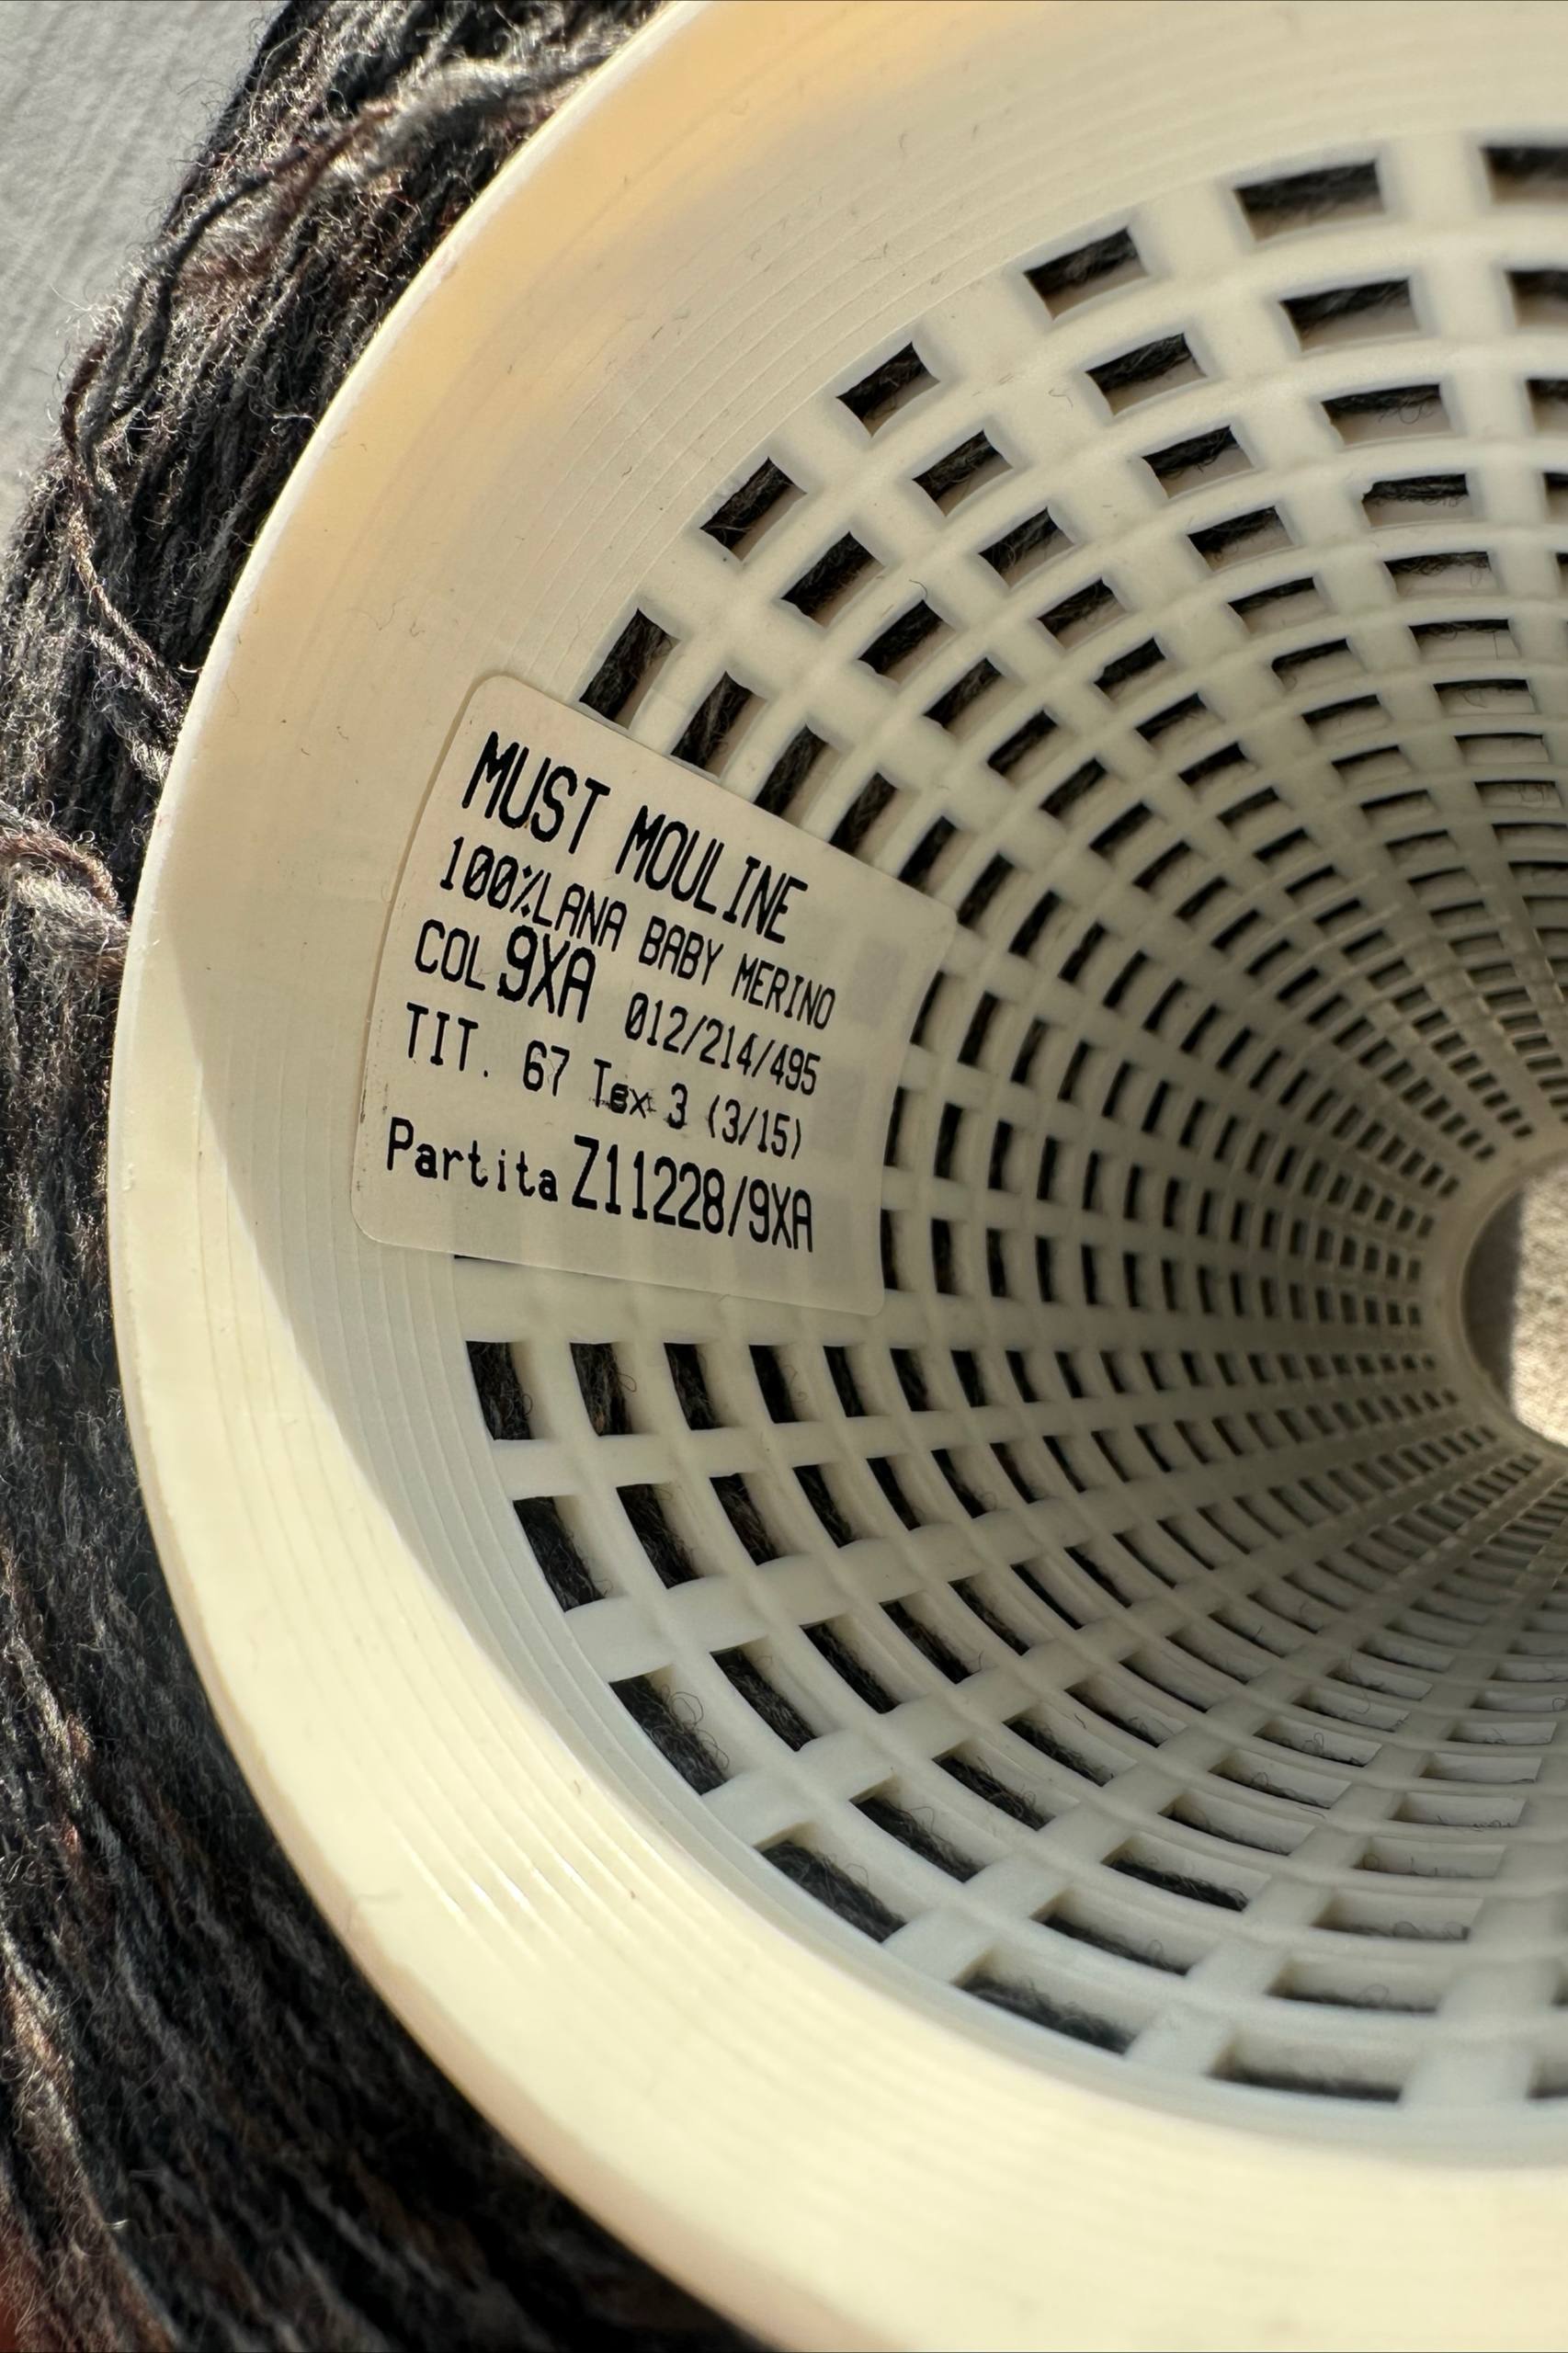 MUST MOULINE
100%LANA BABY MERINO
COL 9XA 012/214/495
TIT. 67 Tex 3 (3/15)
Partita Z11228/9XA